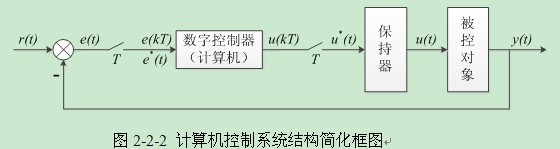 r(t)
e(t)
T
e(kT)
e*(t)
数字控制器
（计算机）
u(kT)
T
u*(t)
保持器
u(t)
被控对象
y(t)
-
图 2-2-2 计算机控制系统结构简化框图